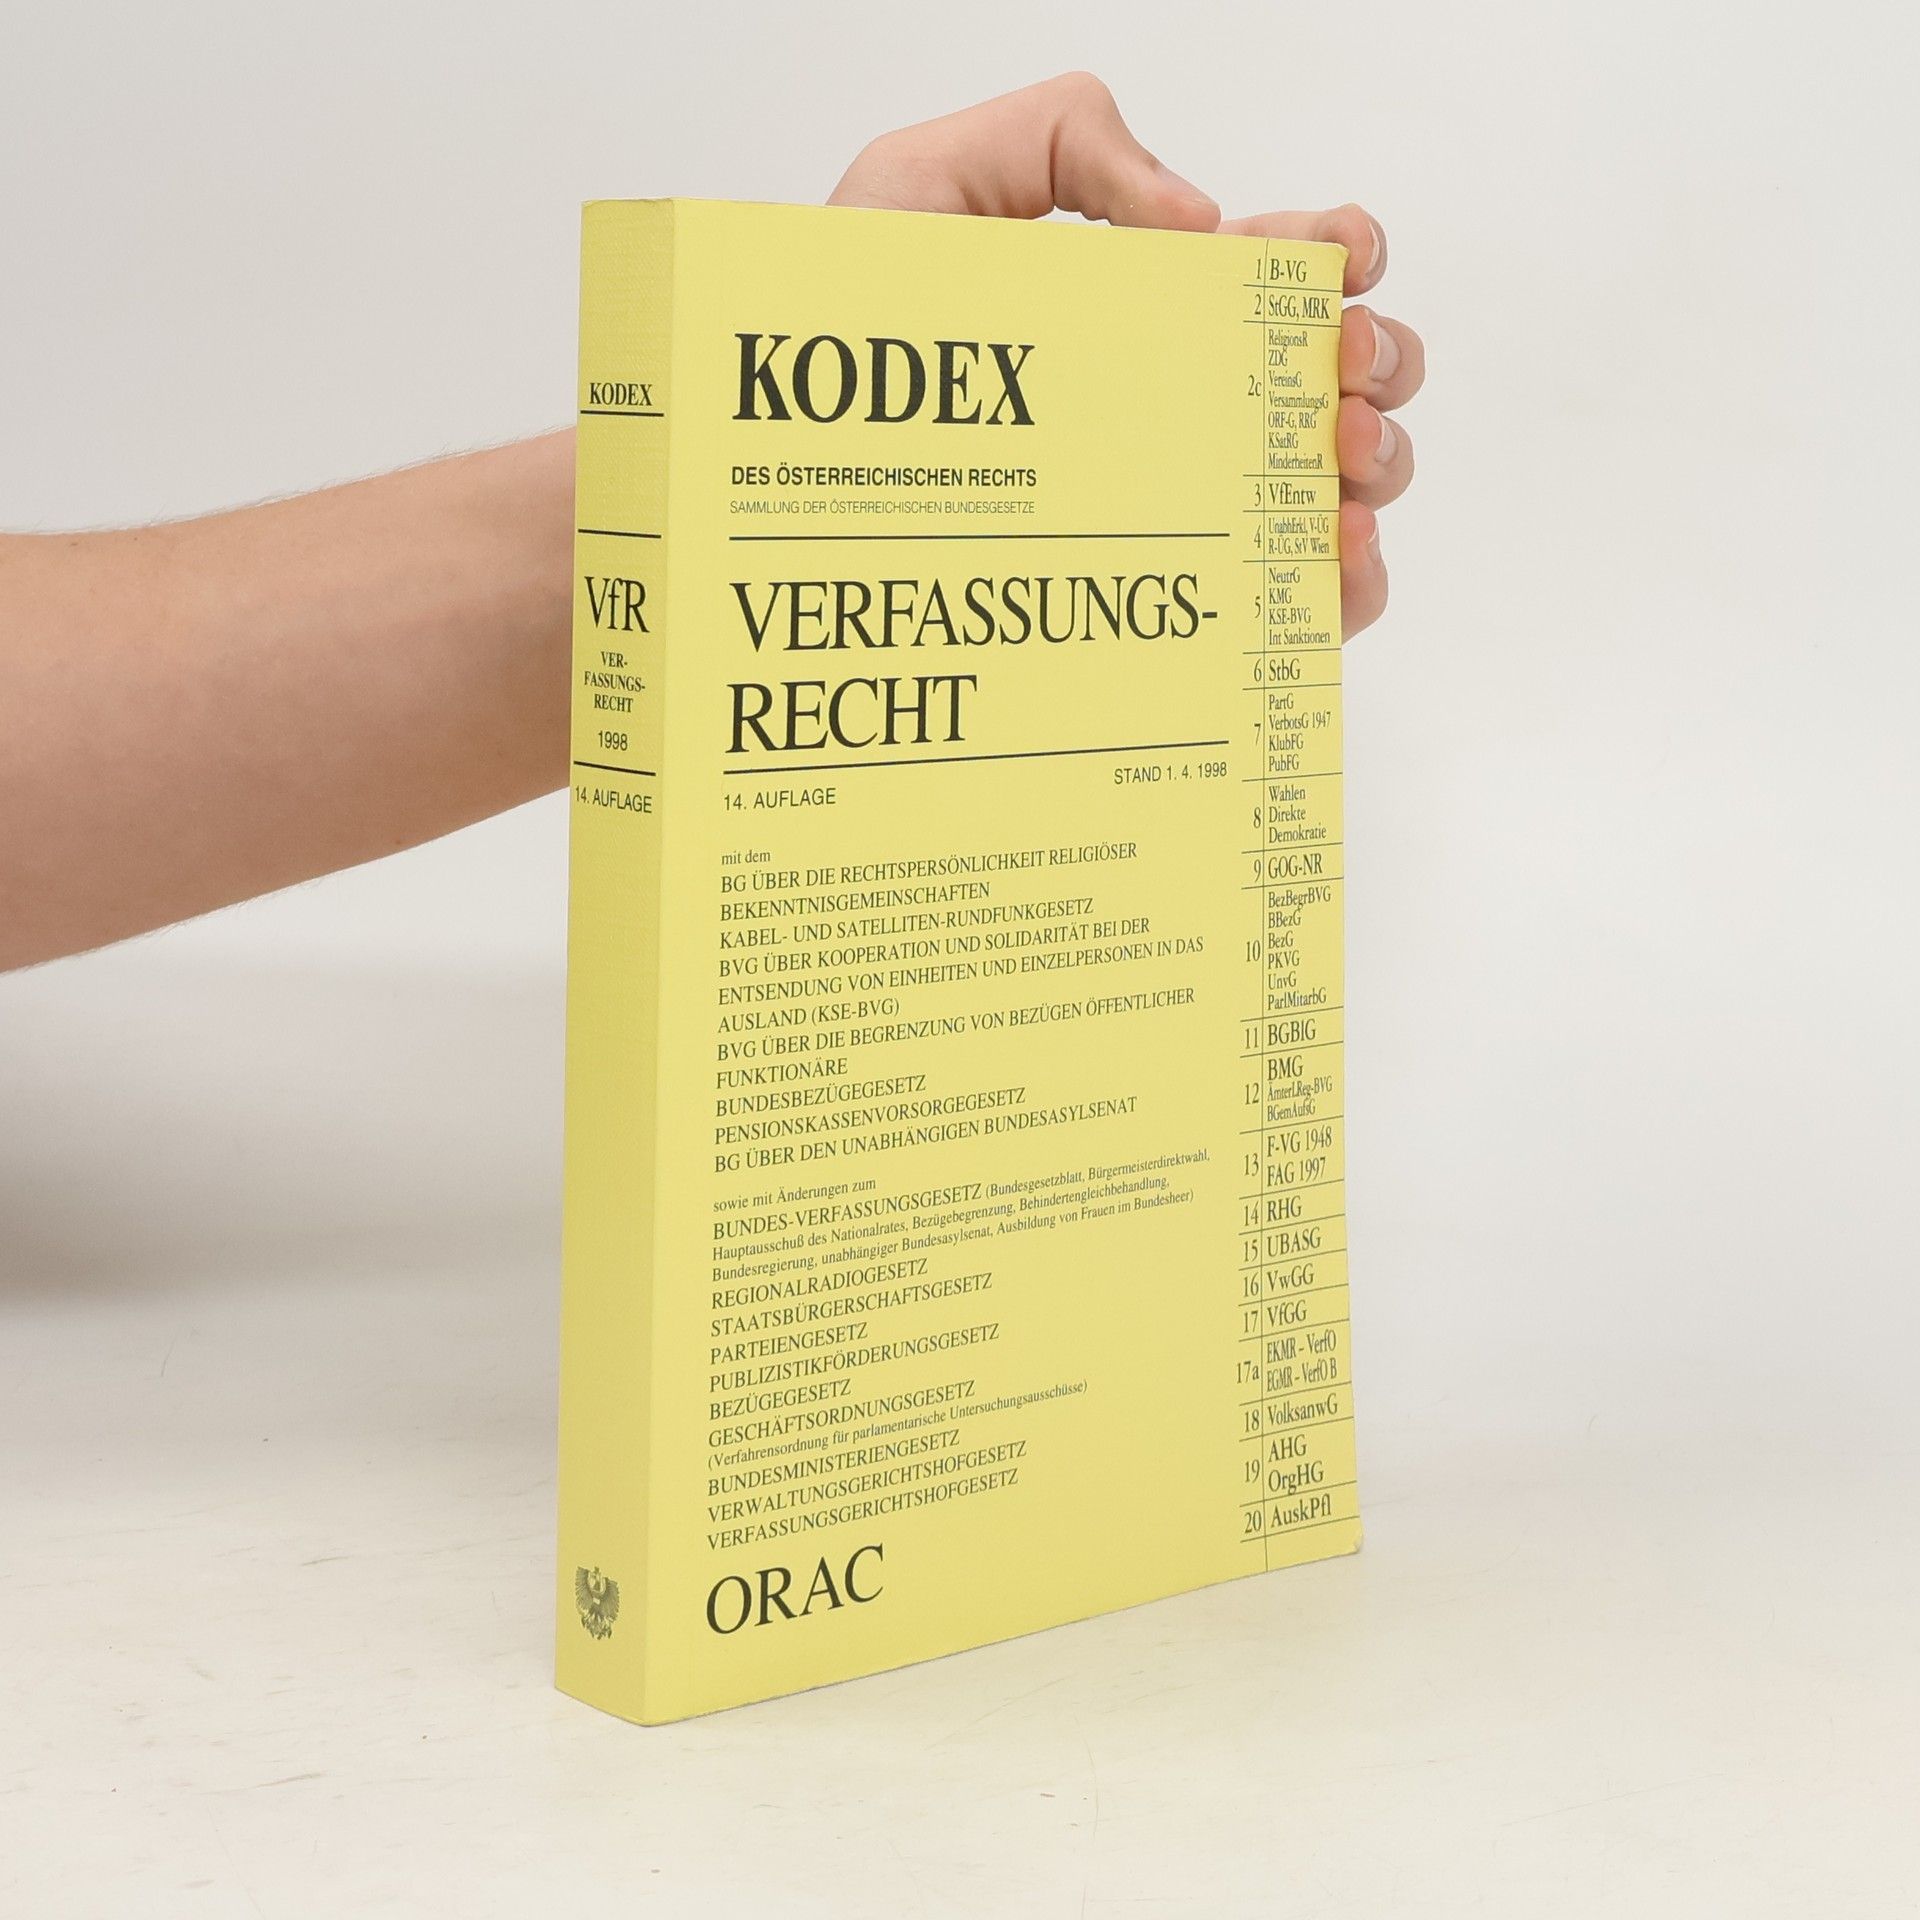 KODEX
VfR
VER-
FASSUNGS-
RECHT
1998
14. AUFLAGE
KODEX
DES ÖSTERREICHISCHEN RECHTS
SAMMLUNG DER ÖSTERREICHISCHEN BUNDESGESETZE
VERFASSUNGS-
RECHT
STAND 1. 4. 1998
14. AUFLAGE
mit dem
BG ÜBER DIE RECHTSPERSÖNLICHKEIT RELIGIÖSER
BEKENNTNISGEMEINSCHAFTEN
KABEL- UND SATELLITEN-RUNDFUNKGESETZ
BVG ÜBER KOOPERATION UND SOLIDARITÄT BEI DER
ENTSENDUNG VON EINHEITEN UND EINZELPERSONEN IN DAS
AUSLAND (KSE-BVG)
BVG ÜBER DIE BEGRENZUNG VON BEZÜGEN ÖFFENTLICHER
FUNKTIONÄRE
BUNDESBEZÜGEGESETZ
PENSIONSKASSENVORSORGEGESETZ
BG ÜBER DEN UNABHÄNGIGEN BUNDESASYLSENAT
sowie mit Änderungen zum
BUNDES-VERFASSUNGSGESETZ (Bundesgesetzblatt, Bürgermeisterdirektwahl,
Hauptausschuß des Nationalrates, Bezügebegrenzung, Behindertengleichbehandlung,
Bundesregierung, unabhängiger Bundesasylsenat, Ausbildung von Frauen im Bundesheer)
REGIONALRADIOGESETZ
STAATSBÜRGERSCHAFTSGESETZ
PARTEIENGESETZ
PUBLIZISTIKFÖRDERUNGSGESETZ
BEZÜGEGESETZ
GESCHÄFTSORDNUNGSGESETZ
(Verfahrensordnung für parlamentarische Untersuchungsausschüsse)
BUNDESMINISTERIENGESETZ
VERWALTUNGSGERICHTSHOFGESETZ
VERFASSUNGSGERICHTSHOFGESETZ
ORAC
1 B-VG
2 StGG, MRK
2c ReligionsR
ZDG
VereinsG
VersammlungsG
ORF-G, RRG
KSatRG
MinderheitenR
3 VfEntw
4 UnabhErkl, V-ÜG
R-ÜG, StV Wien
5 NeutrG
KMG
KSE-BVG
Int Sanktionen
6 StbG
7 PartG
VerbotsG 1947
KlubFG
PubFG
8 Wahlen
Direkte
Demokratie
9 GOG-NR
10 BezBegrBVG
BBezG
BezG
PKVG
UnvG
ParlMitarbG
11 BGBlG
12 BMG
ÄmterLReg-BVG
BGemAufsG
13 F-VG 1948
FAG 1997
14 RHG
15 UBASG
16 VwGG
17 VfGG
17a EKMR – VerfO
EGMR – VerfO B
18 VolksanwG
19 AHG
OrgHG
20 AuskPfl